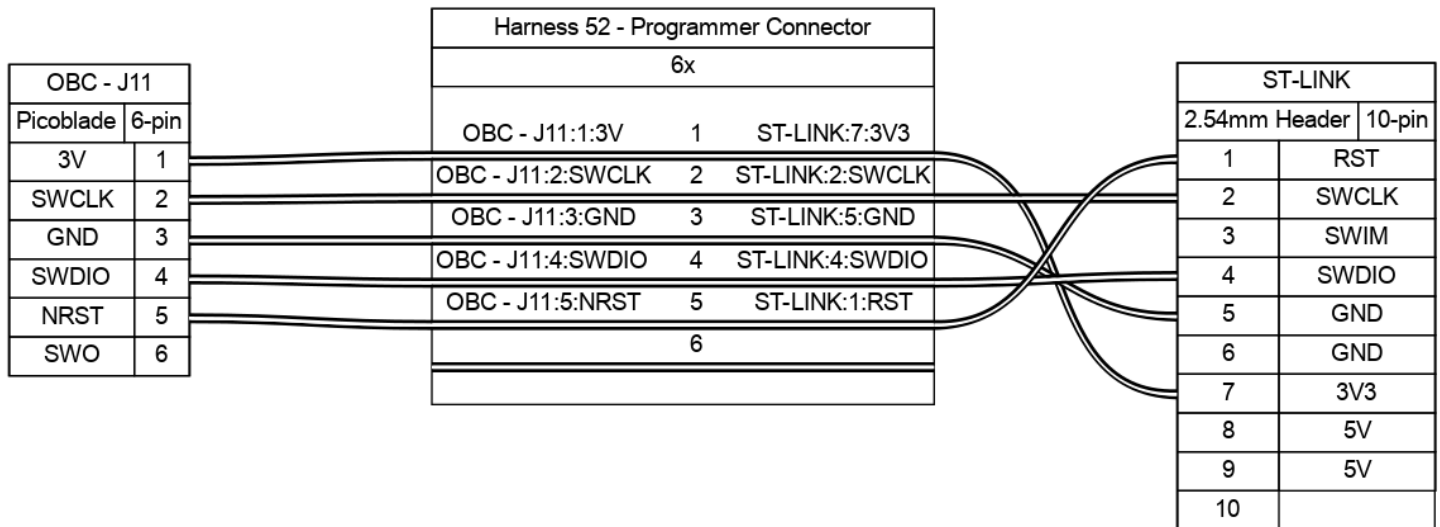 OBC - J11
Picoblade 6-pin
3V 1
SWCLK 2
GND 3
SWDIO 4
NRST 5
SWO 6
Harness 52 - Programmer Connector
6x
OBC - J11:1:3V 1 ST-LINK:7:3V3
OBC - J11:2:SWCLK 2 ST-LINK:2:SWCLK
OBC - J11:3:GND 3 ST-LINK:5:GND
OBC - J11:4:SWDIO 4 ST-LINK:4:SWDIO
OBC - J11:5:NRST 5 ST-LINK:1:RST
6
ST-LINK
2.54mm Header 10-pin
1 RST
2 SWCLK
3 SWIM
4 SWDIO
5 GND
6 GND
7 3V3
8 5V
9 5V
10